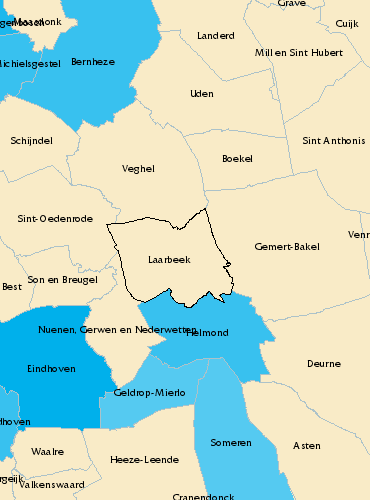 Grave
Maasdonk
Cuijk
Landerd
Mill en Sint Hubert
Michielsgestel
Bernheze
Uden
Schijndel
Sint Anthonis
Boekel
Veghel
Sint-Oedenrode
Venr
Gemert-Bakel
Laarbeek
Son en Breugel
Best
Nuenen, Gerwen en Nederwetten
Helmond
Eindhoven
Deurne
Geldrop-Mierlo
dhoven
Someren
Asten
Waalre
Heeze-Leende
rgeijk
Valkenswaard
Cranendonck